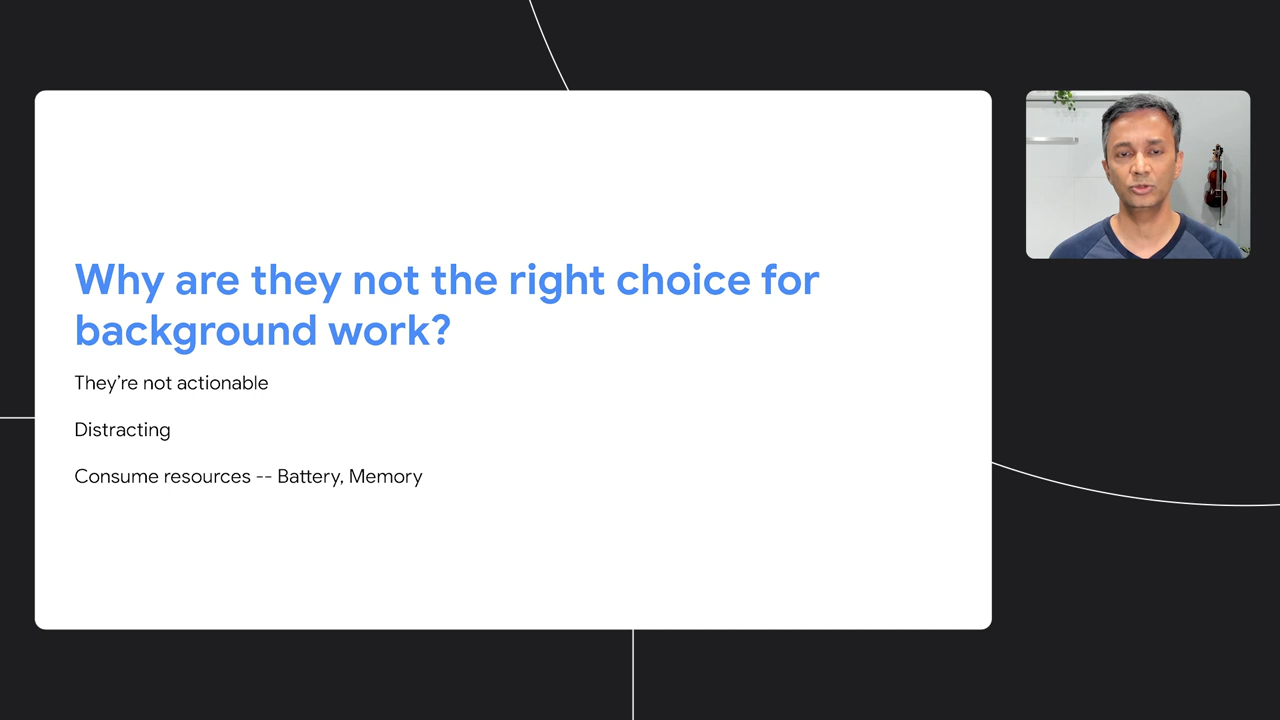 Why are they not the right choice for
background work?
They’re not actionable
Distracting
Consume resources -- Battery, Memory